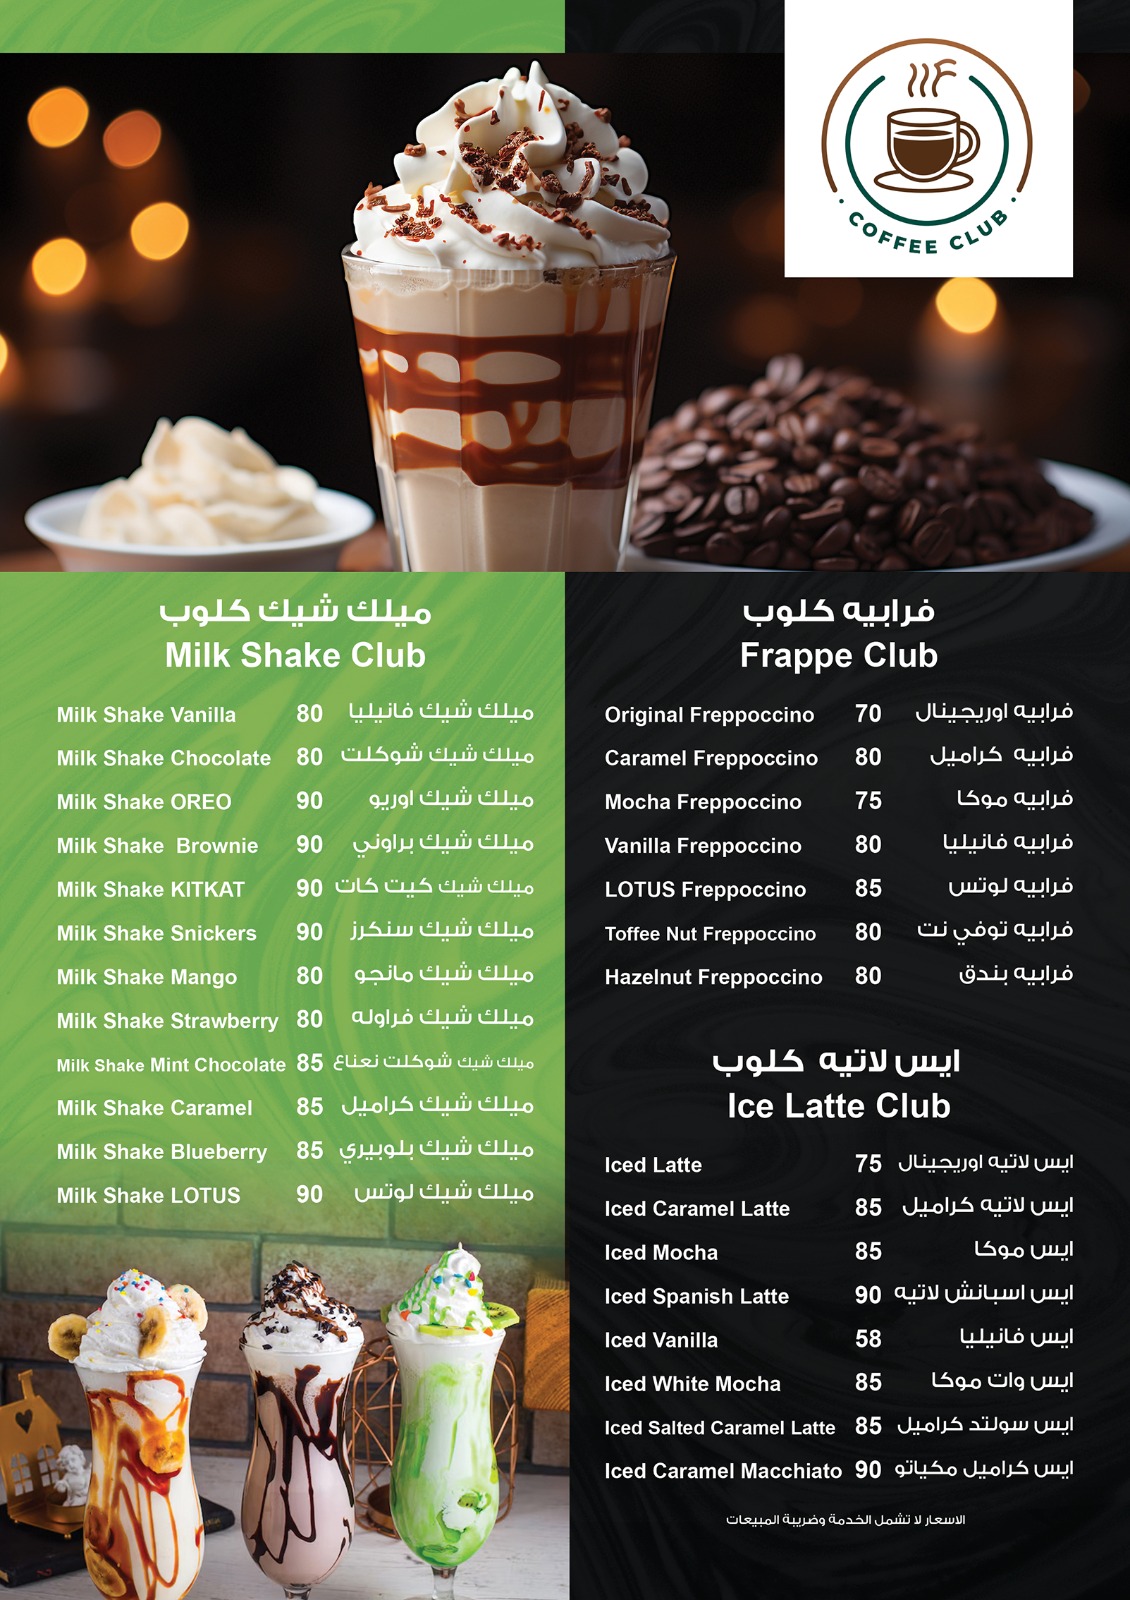 F
COFFEE CLUB
ميلك شيك كلوب
Milk Shake Club
Milk Shake Vanilla 80 ميلك شيك فانيليا
Milk Shake Chocolate 80 ميلك شيك شوكلت
Milk Shake OREO 90 ميلك شيك اوريو
Milk Shake Brownie 90 ميلك شيك براوني
Milk Shake KITKAT 90 ميلك شيك كيت كات
Milk Shake Snickers 90 ميلك شيك سنكرز
Milk Shake Mango 80 ميلك شيك مانجو
Milk Shake Strawberry 80 ميلك شيك فراوله
Milk Shake Mint Chocolate 85 ميلك شيك شوكلت نعناع
Milk Shake Caramel 85 ميلك شيك كراميل
Milk Shake Blueberry 85 ميلك شيك بلوبيري
Milk Shake LOTUS 90 ميلك شيك لوتس
فرابيه كلوب
Frappe Club
Original Freppoccino 70 فرابيه اوريجينال
Caramel Freppoccino 80 فرابيه كراميل
Mocha Freppoccino 75 فرابيه موكا
Vanilla Freppoccino 80 فرابيه فانيليا
LOTUS Freppoccino 85 فرابيه لوتس
Toffee Nut Freppoccino 80 فرابيه توفي نت
Hazelnut Freppoccino 80 فرابيه بندق
ايس لاتيه كلوب
Ice Latte Club
Iced Latte 75 ايس لاتيه اوريجينال
Iced Caramel Latte 85 ايس لاتيه كراميل
Iced Mocha 85 ايس موكا
Iced Spanish Latte 90 ايس اسبانش لاتيه
Iced Vanilla 58 ايس فانيليا
Iced White Mocha 85 ايس وات موكا
Iced Salted Caramel Latte 85 ايس سولتد كراميل
Iced Caramel Macchiato 90 ايس كراميل مكياتو
الاسعار لا تشمل الخدمة وضريبة المبيعات